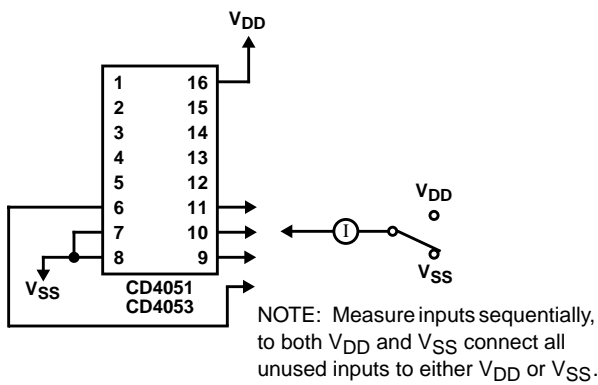 VDD
1 16
2 15
3 14
4 13
5 12
6 11
7 10
8 9
VSS
CD4051
CD4053
I
VDD
VSS
NOTE: Measure inputs sequentially,
to both VDD and VSS connect all
unused inputs to either VDD or VSS.